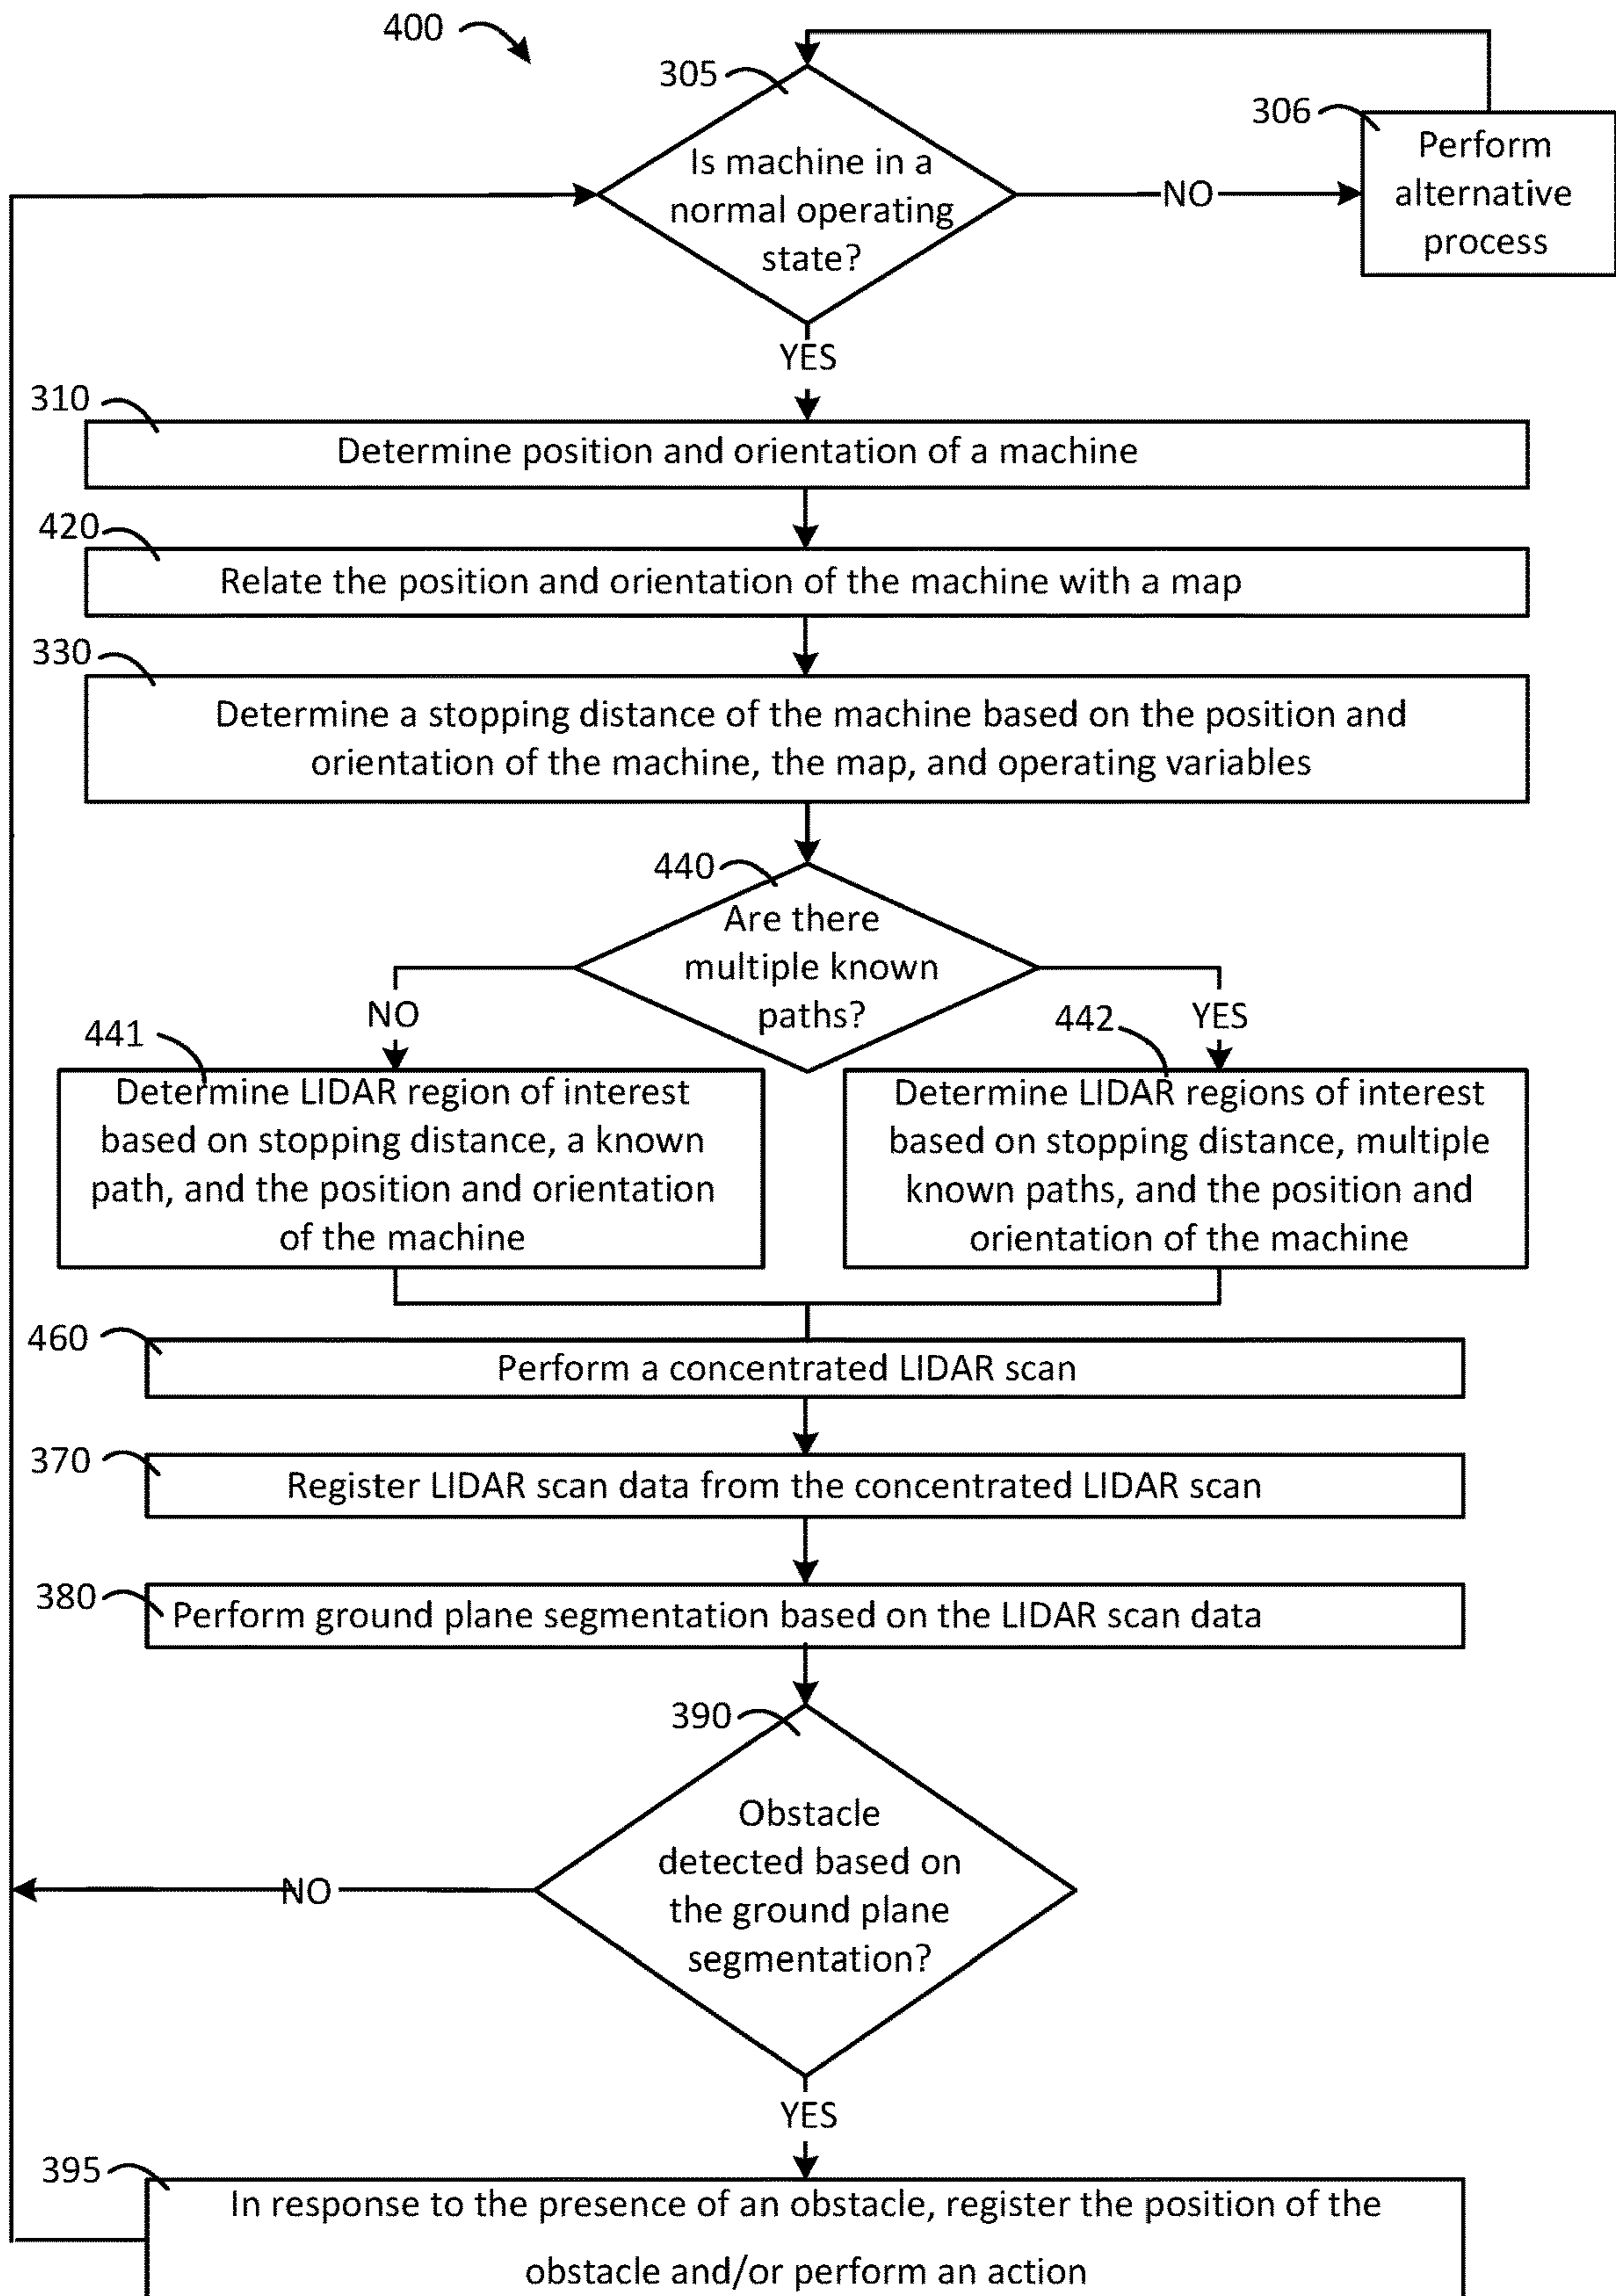 400
305
306
Is machine in a
normal operating
state?
NO
Perform
alternative
process
YES
310
Determine position and orientation of a machine
420
Relate the position and orientation of the machine with a map
330
Determine a stopping distance of the machine based on the position and
orientation of the machine, the map, and operating variables
440
Are there
multiple known
paths?
NO
YES
441
Determine LIDAR region of interest
based on stopping distance, a known
path, and the position and orientation
of the machine
442
Determine LIDAR regions of interest
based on stopping distance, multiple
known paths, and the position and
orientation of the machine
460
Perform a concentrated LIDAR scan
370
Register LIDAR scan data from the concentrated LIDAR scan
380
Perform ground plane segmentation based on the LIDAR scan data
390
Obstacle
detected based on
the ground plane
segmentation?
NO
YES
395
In response to the presence of an obstacle, register the position of the
obstacle and/or perform an action